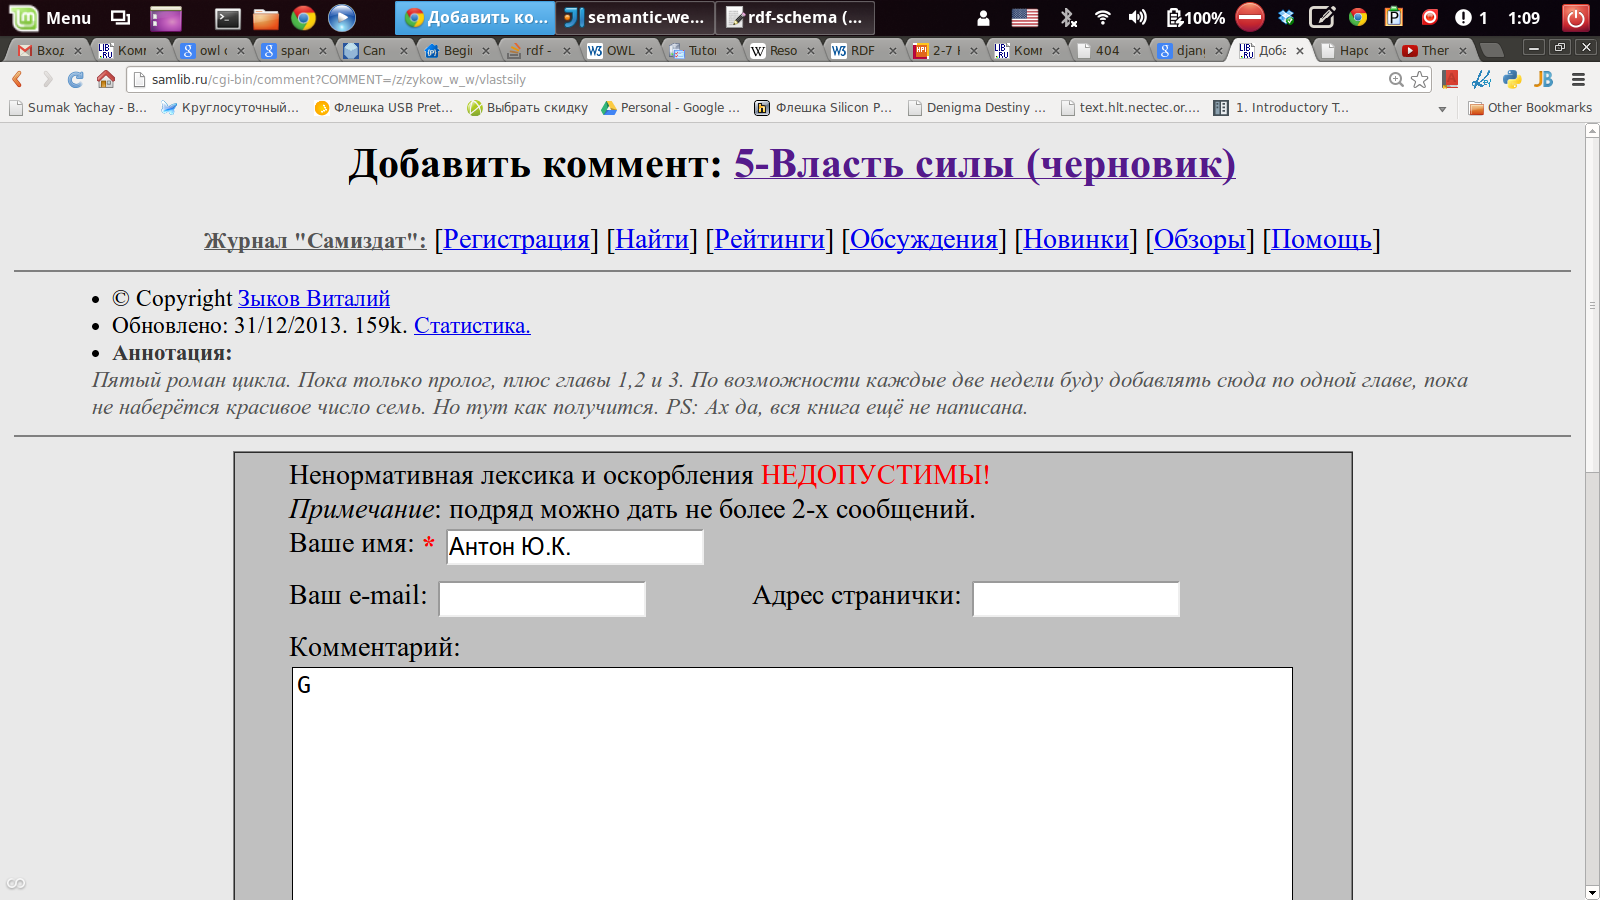 Menu
Добавить ко...
semantic-we...
rdf-schema (...
100%
1
1:09
Вход
Комм
owl
spar
Can
Begi
rdf -
OWL
Tutor
Reso
RDF
2-7
Комм
404
djan
Доба
Наро
Ther
samlib.ru/cgi-bin/comment?COMMENT=/z/zykow_w_w/vlastsily
Sumak Yachay - B...
Круглосуточный...
Флешка USB Pret...
Выбрать скидку
Personal - Google ...
Флешка Silicon P...
Denigma Destiny ...
text.hlt.nectec.or....
1. Introductory T...
Other Bookmarks
Добавить коммент: 5-Власть силы (черновик)
Журнал "Самиздат": [Регистрация] [Найти] [Рейтинги] [Обсуждения] [Новинки] [Обзоры] [Помощь]
© Copyright Зыков Виталий
Обновлено: 31/12/2013. 159k. Статистика.
Аннотация:
Пятый роман цикла. Пока только пролог, плюс главы 1,2 и 3. По возможности каждые две недели буду добавлять сюда по одной главе, пока
не наберётся красивое число семь. Но тут как получится. PS: Ах да, вся книга ещё не написана.
Ненормативная лексика и оскорбления НЕДОПУСТИМЫ!
Примечание: подряд можно дать не более 2-х сообщений.
Ваше имя: * Антон Ю.К.
Ваш e-mail: Адрес странички:
Комментарий:
G